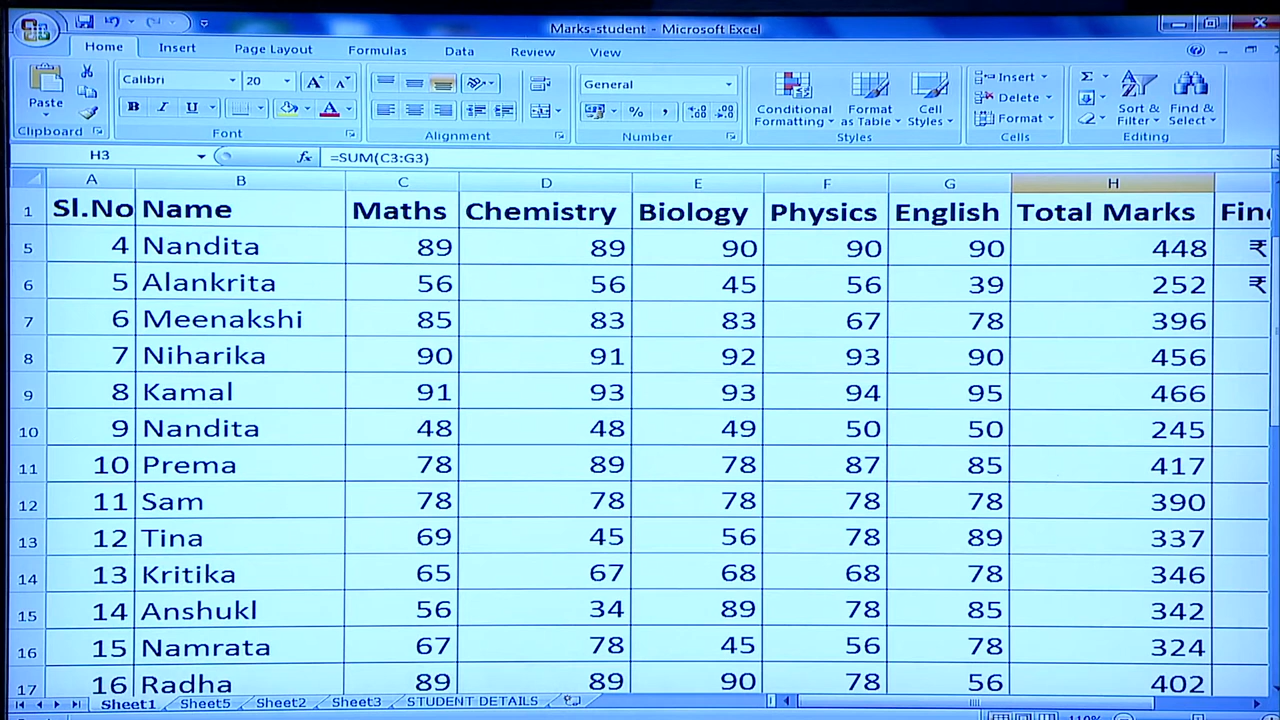 Marks-student - Microsoft Excel
Home Insert Page Layout Formulas Data Review View
Calibri 20 General
Paste
B I U
Conditional Formatting Format as Table Cell Styles
Insert
Delete
Format
Sort & Filter Find & Select
Clipboard Font Alignment Number Styles Cells Editing
H3 fx =SUM(C3:G3)
A B C D E F G H
1 Sl.No Name Maths Chemistry Biology Physics English Total Marks
5 4 Nandita 89 89 90 90 90 448 ₹
6 5 Alankrita 56 56 45 56 39 252 ₹
7 6 Meenakshi 85 83 83 67 78 396
8 7 Niharika 90 91 92 93 90 456
9 8 Kamal 91 93 93 94 95 466
10 9 Nandita 48 48 49 50 50 245
11 10 Prema 78 89 78 87 85 417
12 11 Sam 78 78 78 78 78 390
13 12 Tina 69 45 56 78 89 337
14 13 Kritika 65 67 68 68 78 346
15 14 Anshukl 56 34 89 78 85 342
16 15 Namrata 67 78 45 56 78 324
17 16 Radha 89 89 90 78 56 402
Sheet1 Sheet5 Sheet2 Sheet3 STUDENT DETAILS